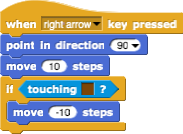 when right arrow key pressed
point in direction 90
move 10 steps
if touching ?
move -10 steps